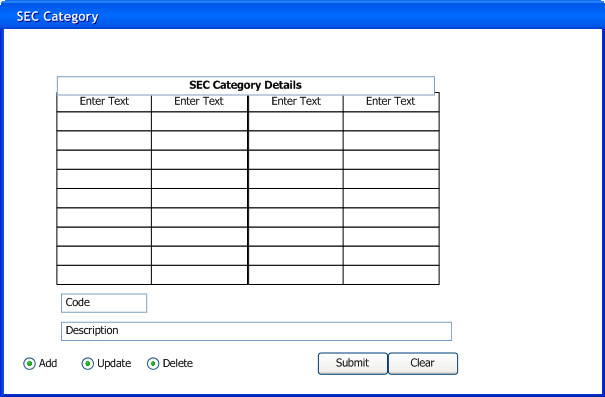 SEC Category
SEC Category Details
Enter Text Enter Text Enter Text Enter Text
Code
Description
Add Update Delete Submit Clear